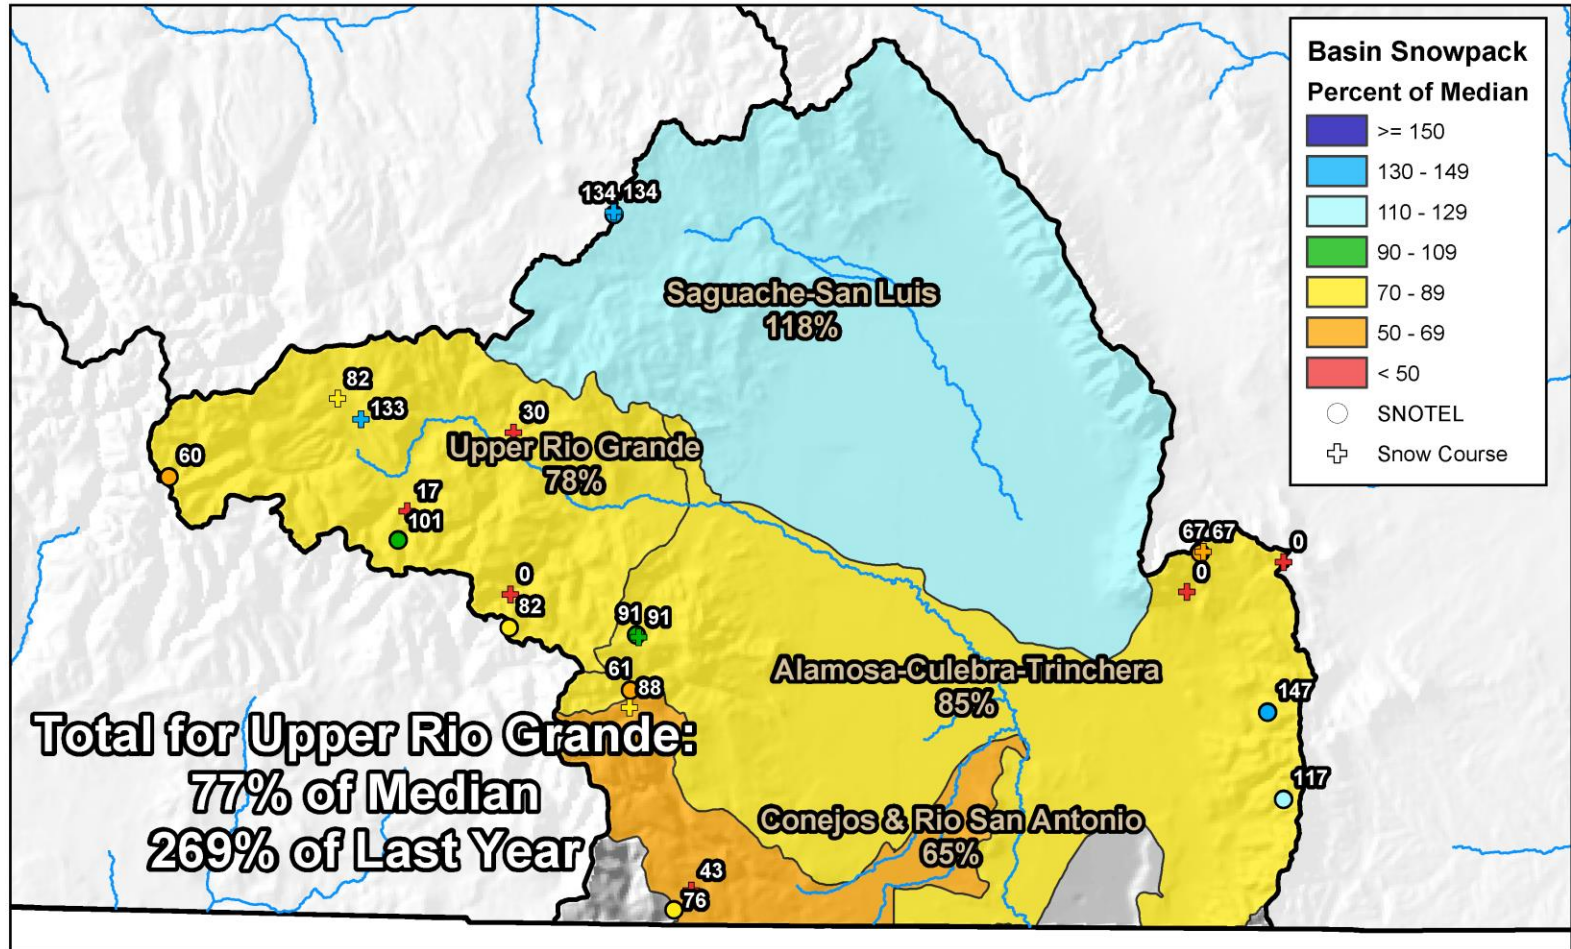 Basin Snowpack
Percent of Median
>= 150
130 - 149
110 - 129
90 - 109
70 - 89
50 - 69
< 50
SNOTEL
Snow Course
134 134
Saguache-San Luis
118%
82
133
30
Upper Rio Grande
78%
60
17
101
67 67
0
0
0
82
91 91
61
88
Alamosa-Culebra-Trinchera
85%
147
Total for Upper Rio Grande:
77% of Median
269% of Last Year
117
Conejos & Rio San Antonio
65%
43
76